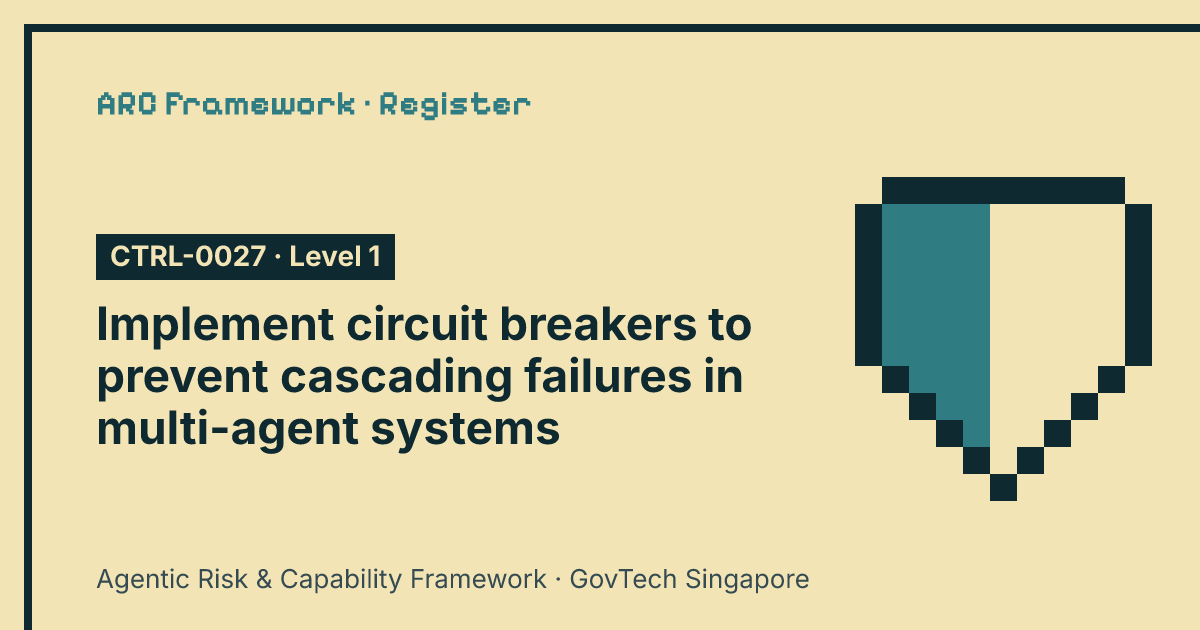 ARC Framework · Register
CTRL-0027 · Level 1
Implement circuit breakers to
prevent cascading failures in
multi-agent systems
Agentic Risk & Capability Framework · GovTech Singapore